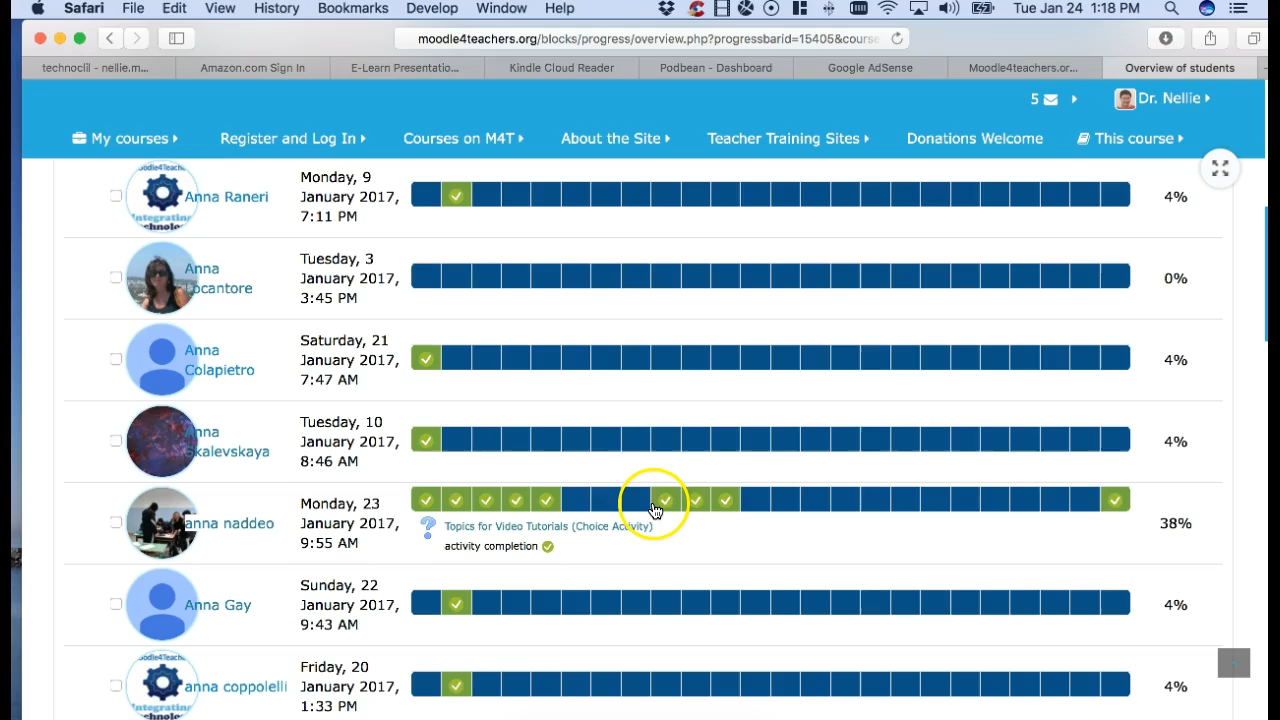 Safari File Edit View History Bookmarks Develop Window Help Tue Jan 24 1:18 PM
moodle4teachers.org/blocks/progress/overview.php?progressbarid=15405&cours
technoclil - nellie.m... Amazon.com Sign In E-Learn Presentatio... Kindle Cloud Reader Podbean - Dashboard Google AdSense Moodle4teachers.or... Overview of students
5 Dr. Nellie
My courses Register and Log In Courses on M4T About the Site Teacher Training Sites Donations Welcome This course
Moodle4Teache
Integrating
Technolo
Anna Raneri
Monday, 9
January 2017,
7:11 PM
4%
Anna
Locantore
Tuesday, 3
January 2017,
3:45 PM
0%
Anna
Colapietro
Saturday, 21
January 2017,
7:47 AM
4%
Anna
Skalevskaya
Tuesday, 10
January 2017,
8:46 AM
4%
anna naddeo
Monday, 23
January 2017,
9:55 AM
Topics for Video Tutorials (Choice Activity)
activity completion
38%
Anna Gay
Sunday, 22
January 2017,
9:43 AM
4%
Moodle4Teache
Integrating
anna coppolelli
Friday, 20
January 2017,
1:33 PM
4%